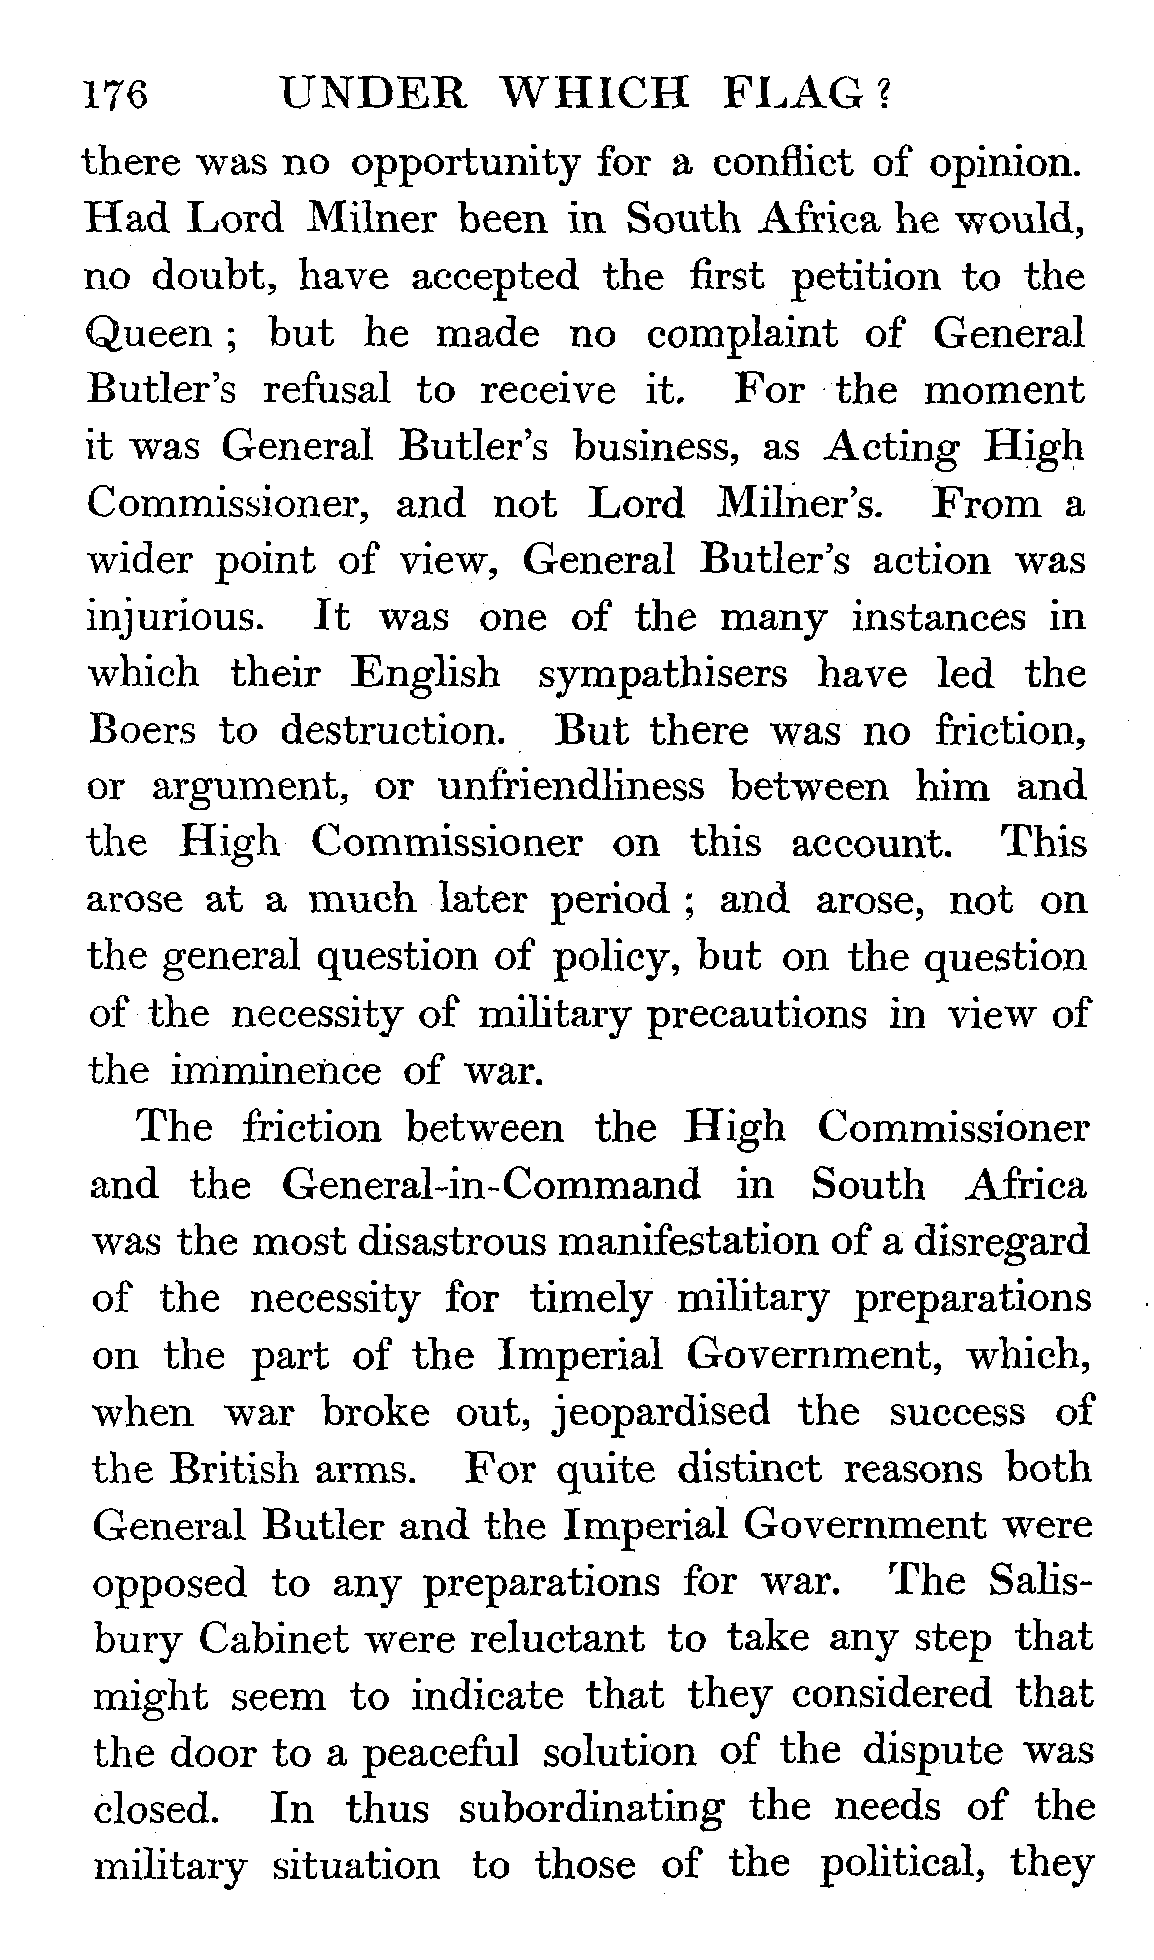 176 UNDER WHICH FLAG ?
there was no opportunity for a conflict of opinion.
Had Lord Milner been in South Africa he would,
no doubt, have accepted the first petition to the
Queen ; but he made no complaint of General
Butler's refusal to receive it. For the moment
it was General Butler's business, as Acting High
Commissioner, and not Lord Milner's. From a
wider point of view, General Butler's action was
injurious. It was one of the many instances in
which their English sympathisers have led the
Boers to destruction. But there was no friction,
or argument, or unfriendliness between him and
the High Commissioner on this account. This
arose at a much later period ; and arose, not on
the general question of policy, but on the question
of the necessity of military precautions in view of
the imminence of war.
The friction between the High Commissioner
and the General-in-Command in South Africa
was the most disastrous manifestation of a disregard
of the necessity for timely military preparations
on the part of the Imperial Government, which,
when war broke out, jeopardised the success of
the British arms. For quite distinct reasons both
General Butler and the Imperial Government were
opposed to any preparations for war. The Salis-
bury Cabinet were reluctant to take any step that
might seem to indicate that they considered that
the door to a peaceful solution of the dispute was
closed. In thus subordinating the needs of the
military situation to those of the political, they